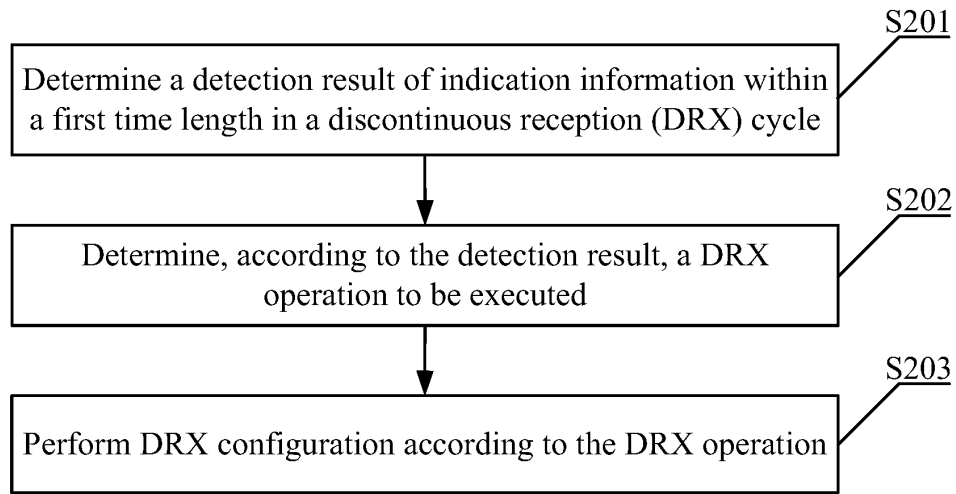 S201
Determine a detection result of indication information within
a first time length in a discontinuous reception (DRX) cycle
S202
Determine, according to the detection result, a DRX
operation to be executed
S203
Perform DRX configuration according to the DRX operation